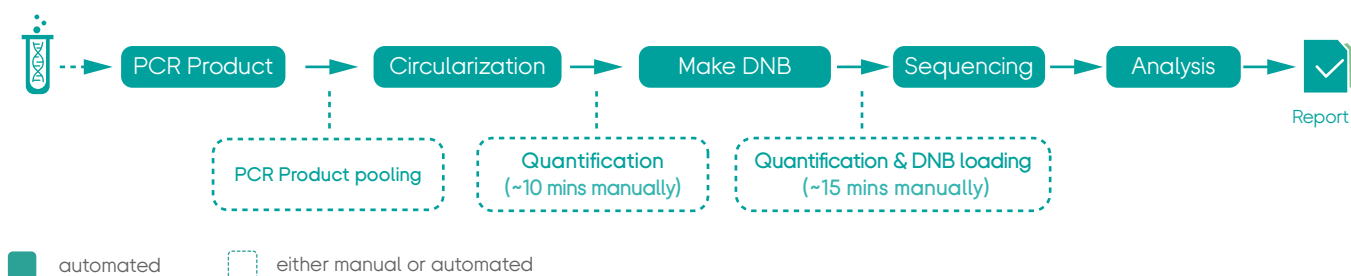 PCR Product
Circularization
Make DNB
Sequencing
Analysis
Report
PCR Product pooling
Quantification
(~10 mins manually)
Quantification & DNB loading
(~15 mins manually)
automated
either manual or automated